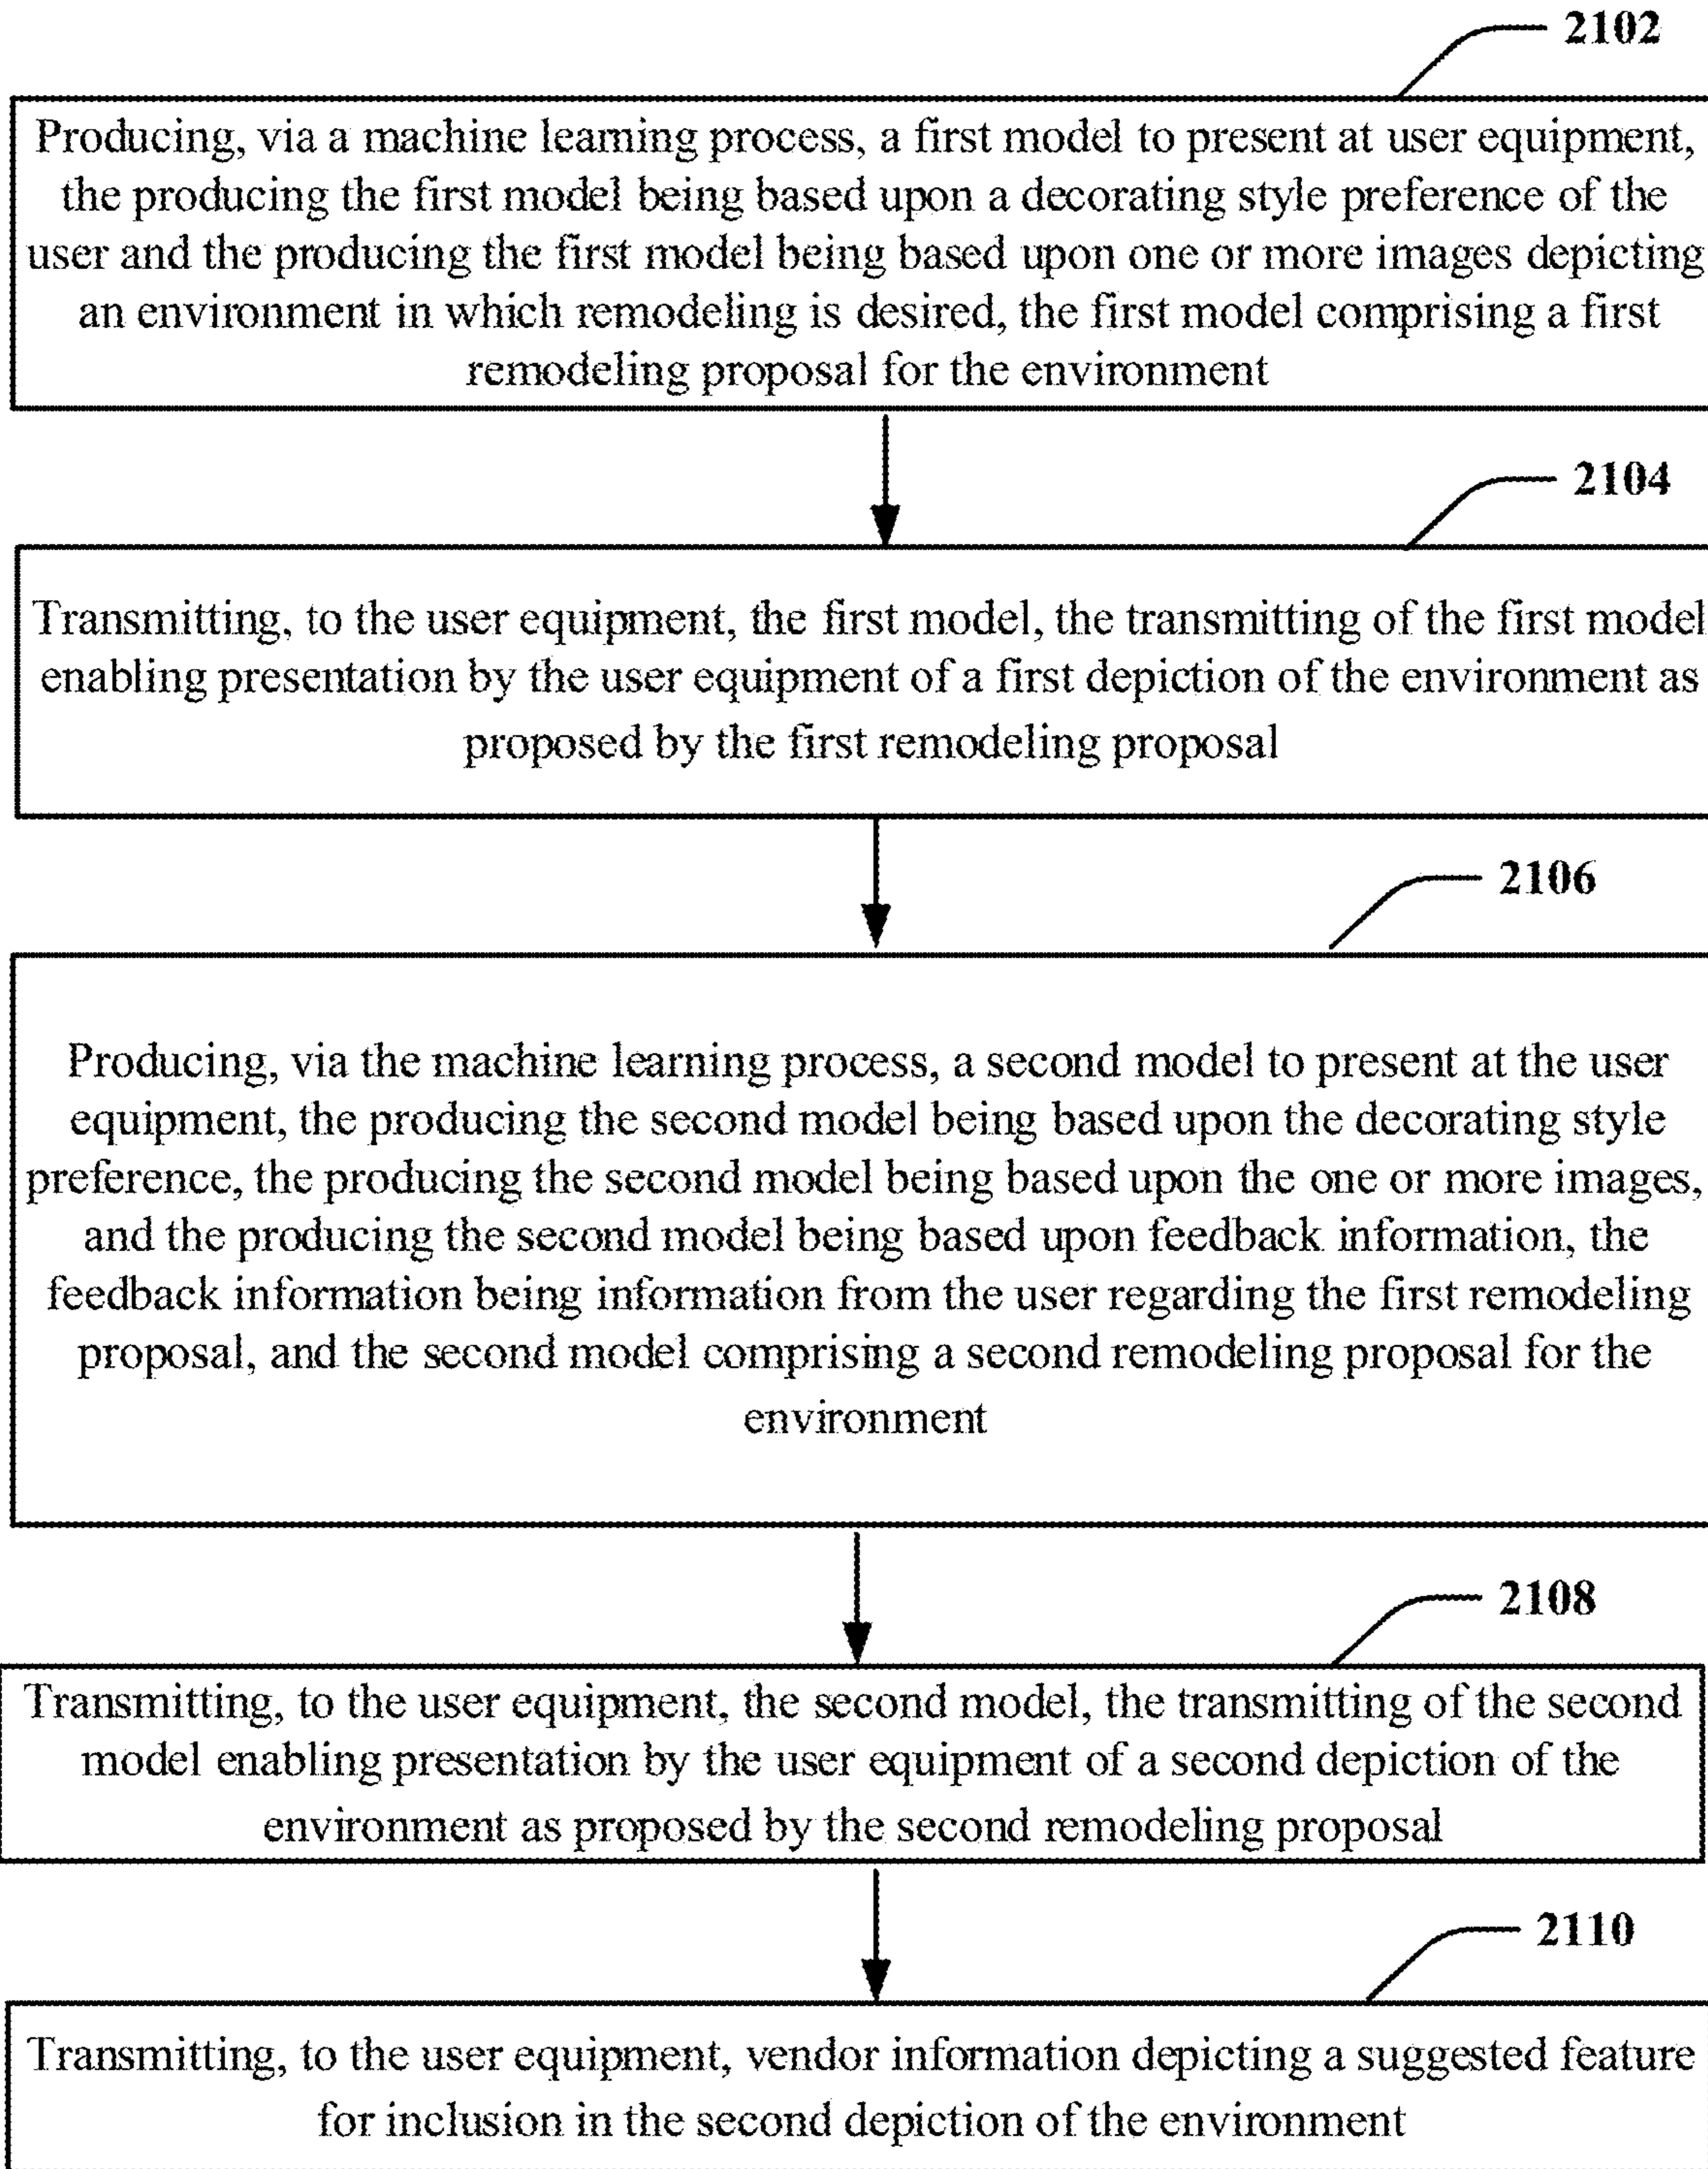 2102
Producing, via a machine learning process, a first model to present at user equipment,
the producing the first model being based upon a decorating style preference of the
user and the producing the first model being based upon one or more images depicting
an environment in which remodeling is desired, the first model comprising a first
remodeling proposal for the environment
2104
Transmitting, to the user equipment, the first model, the transmitting of the first model
enabling presentation by the user equipment of a first depiction of the environment as
proposed by the first remodeling proposal
2106
Producing, via the machine learning process, a second model to present at the user
equipment, the producing the second model being based upon the decorating style
preference, the producing the second model being based upon the one or more images,
and the producing the second model being based upon feedback information, the
feedback information being information from the user regarding the first remodeling
proposal, and the second model comprising a second remodeling proposal for the
environment
2108
Transmitting, to the user equipment, the second model, the transmitting of the second
model enabling presentation by the user equipment of a second depiction of the
environment as proposed by the second remodeling proposal
2110
Transmitting, to the user equipment, vendor information depicting a suggested feature
for inclusion in the second depiction of the environment